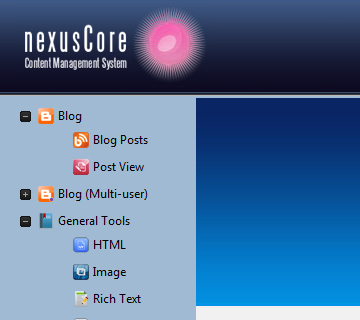 nexusCore
Content Management System
Blog
Blog Posts
Post View
Blog (Multi-user)
General Tools
HTML
Image
Rich Text